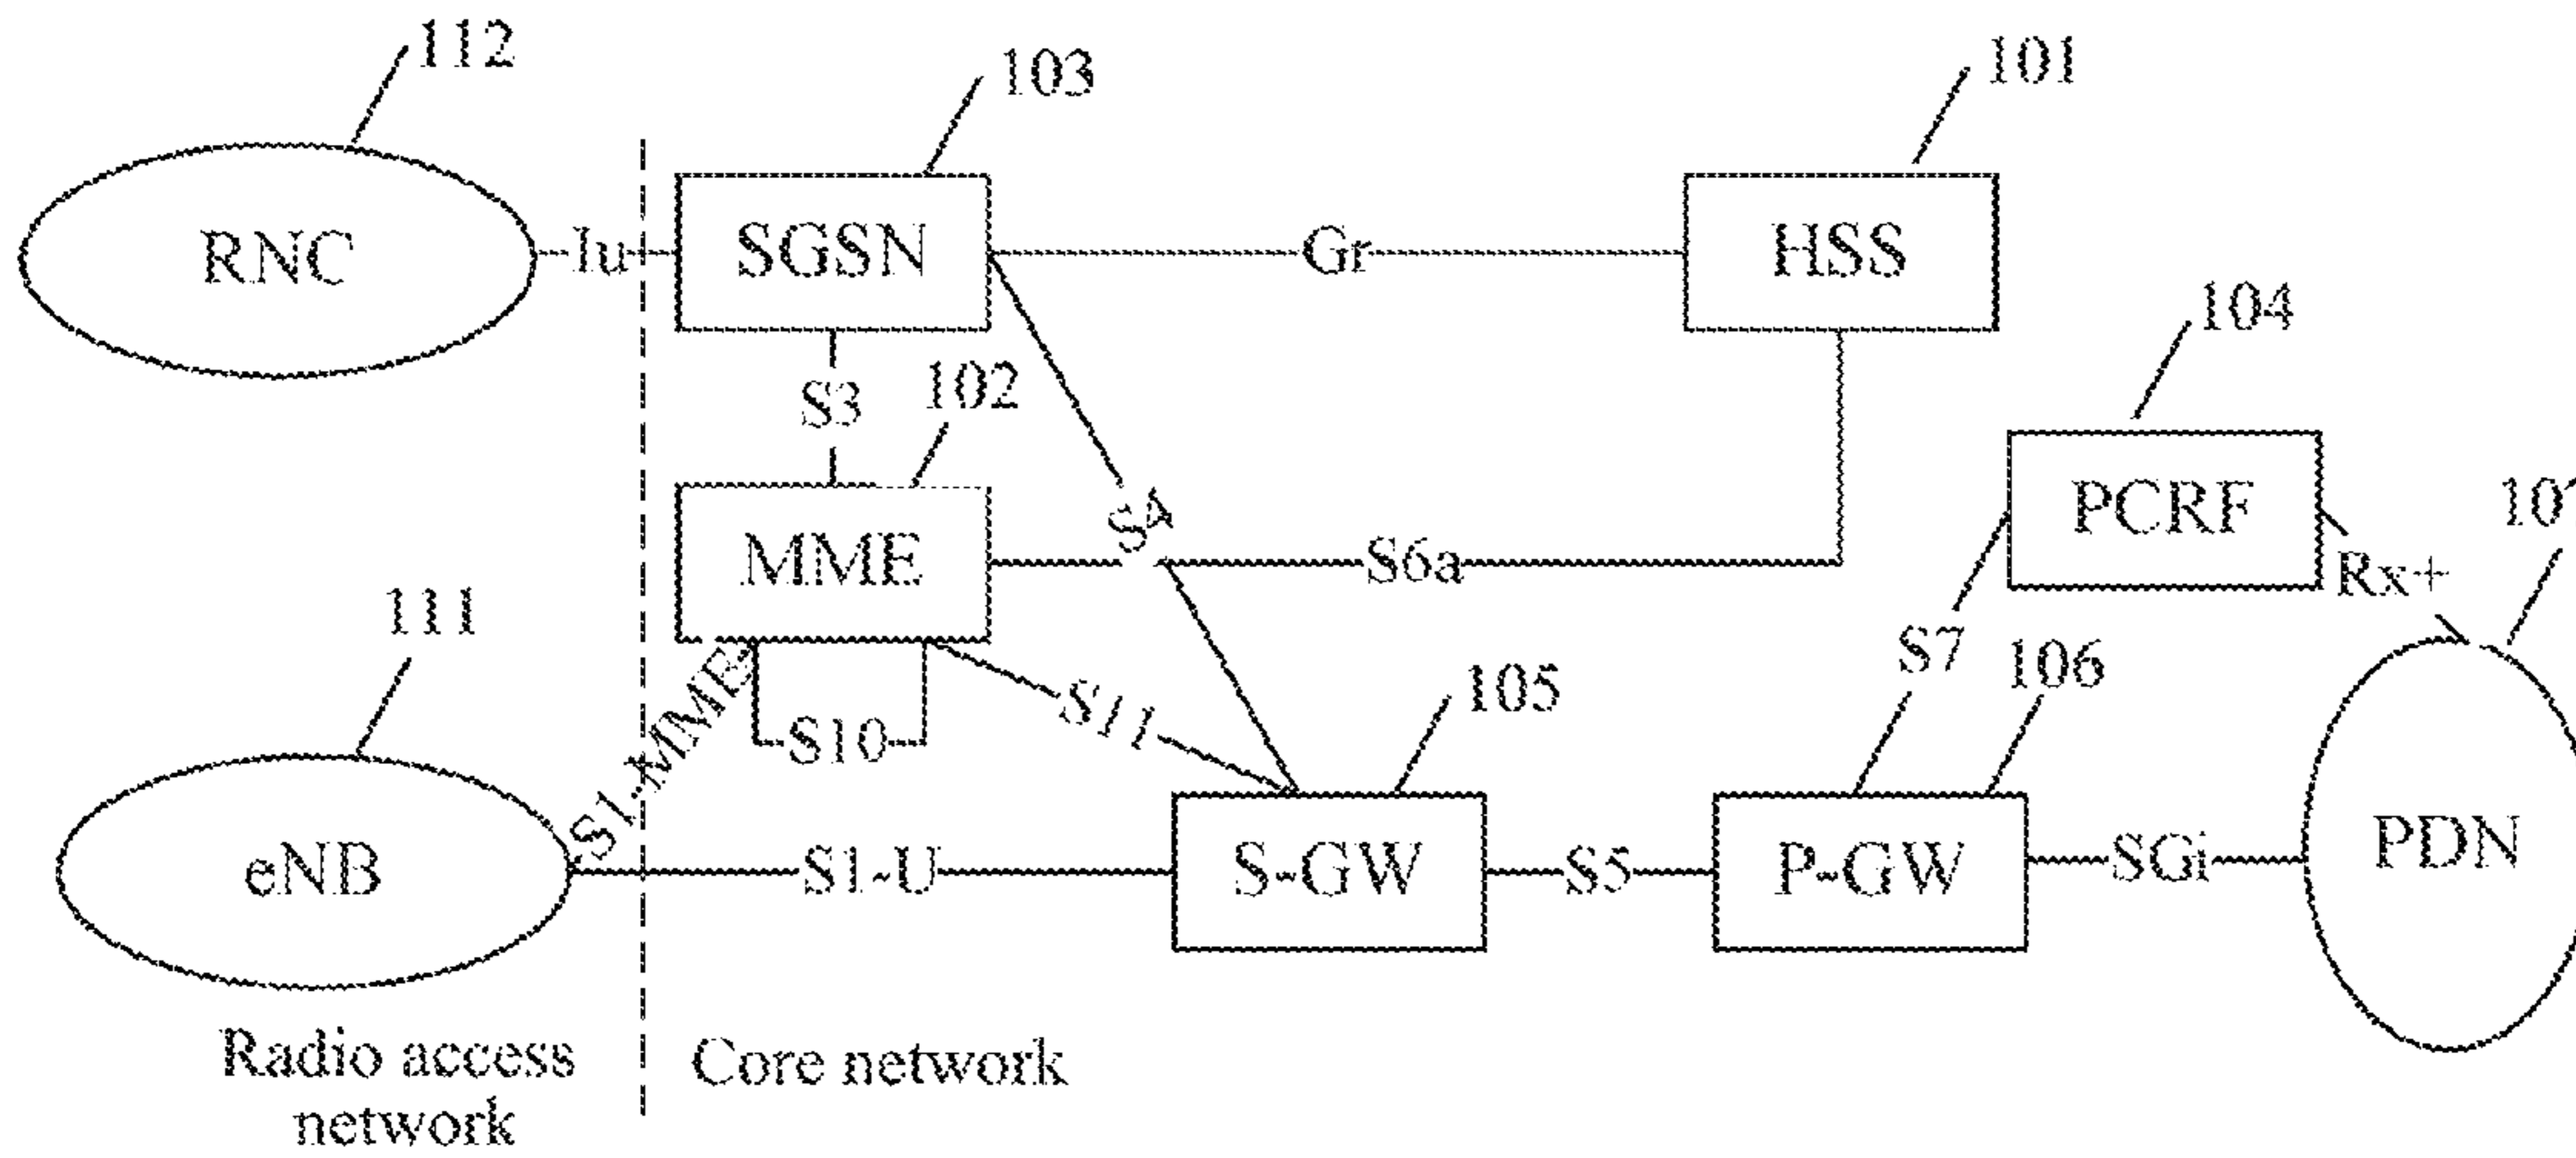 112
103
101
RNC
Iu
SGSN
Gr
HSS
104
S3
102
S4
PCRF
MME
S6a
Rx+
111
S7
106
S1-MME
S10
S11
105
eNB
S1-U
S-GW
S5
P-GW
SGi
PDN
Radio access
network
Core network